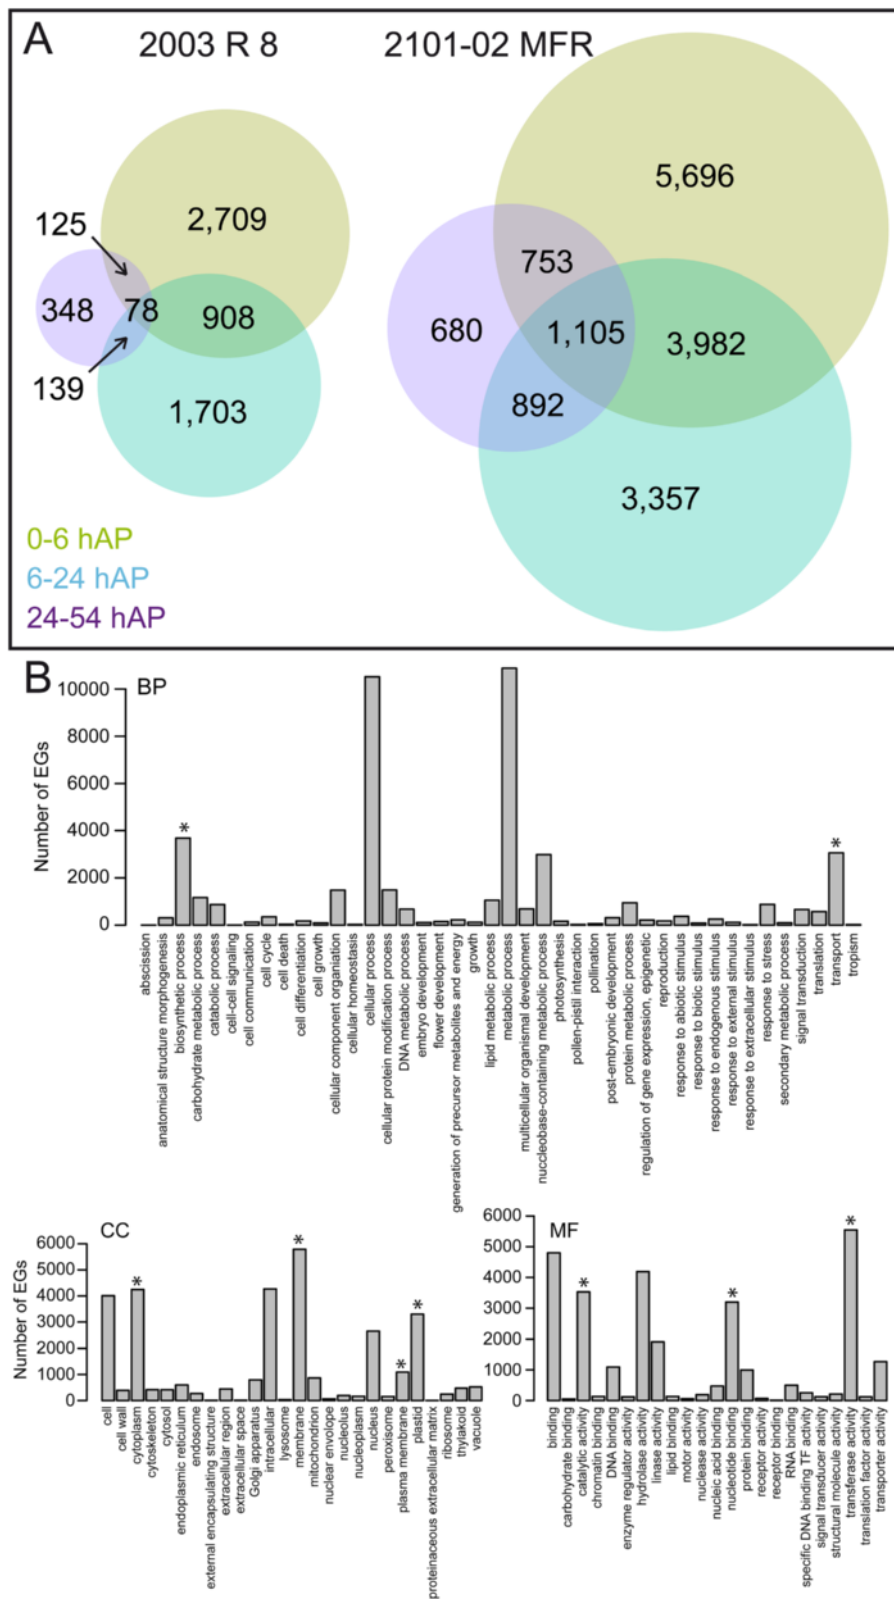 A
2003 R 8
2101-02 MFR
125
2,709
348
78
908
139
1,703
5,696
753
680
1,105
3,982
892
3,357
0-6 hAP
6-24 hAP
24-54 hAP
B
BP
Number of EGs
10000
8000
6000
4000
2000
0
*
*
abscission
anatomical structure morphogenesis
biosynthetic process
carbohydrate metabolic process
catabolic process
cell-cell signaling
cell communication
cell cycle
cell death
cell differentiation
cell growth
cellular component organiation
cellular homeostasis
cellular process
cellular protein modification process
DNA metabolic process
embryo development
flower development
generation of precursor metabolites and energy
growth
lipid metabolic process
metabolic process
multicellular organismal development
nuccleobase-containing metabolic process
photosynthesis
pollen-pistil interaction
pollination
post-embryonic development
protein metabolic process
regulation of gene expression, epigenetic
reproduction
response to abiotic stimulus
response to biotic stimulus
response to endogenous stimulus
response to external stimulus
response to extracellular stimulus
response to stress
secondary metabolic process
signal transduction
translation
transport
tropism
CC
Number of EGs
6000
5000
4000
3000
2000
1000
0
*
*
*
*
cell
cell wall
cytoplasm
cytoskeleton
cytosol
endoplasmic reticulum
endosome
external encapsulating structure
extracellular region
extracellular space
Golgi apparatus
intracellular
lysosome
membrane
mitochondrion
nuclear envelope
nucleolus
nucleoplasm
nucleus
peroxisome
plasma membrane
plastid
proteinaceous extracellular matrix
ribosome
thylakoid
vacuole
MF
6000
5000
4000
3000
2000
1000
0
*
*
*
binding
carbohydrate binding
catalytic activity
chromatin binding
DNA binding
enzyme regulator activity
hydrolase activity
linase activity
lipid binding
motor activity
nuclease activity
nucleic acid binding
nucleotide binding
protein binding
receptor activity
receptor binding
RNA binding
specific DNA binding TF activity
signal transducer activity
structural molecule activity
transferase activity
translation factor activity
transporter activity